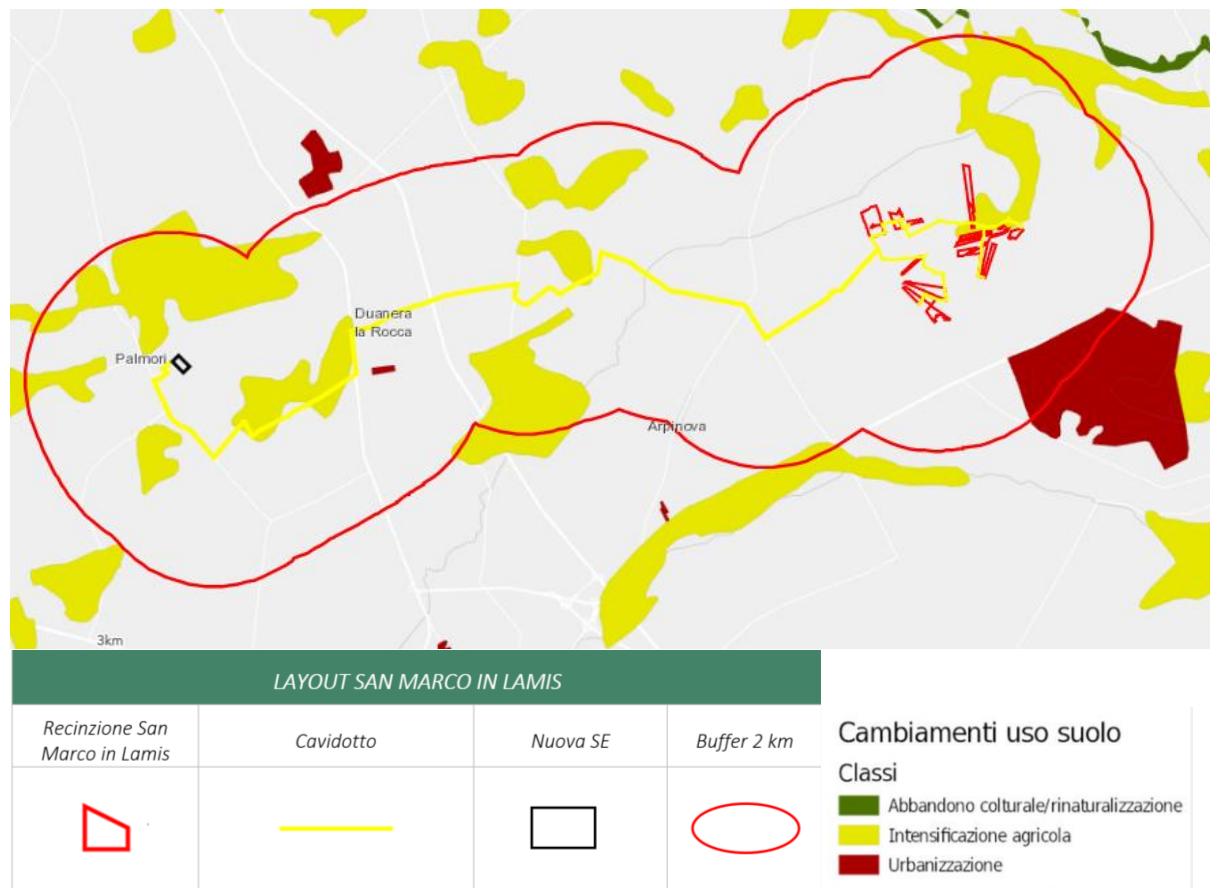 Duanera
la Rocca
Palmori
Arpinova
3km
LAYOUT SAN MARCO IN LAMIS
Recinzione San
Marco in Lamis
Cavidotto
Nuova SE
Buffer 2 km
Cambiamenti uso suolo
Classi
Abbandono colturale/rinaturalizzazione
Intensificazione agricola
Urbanizzazione